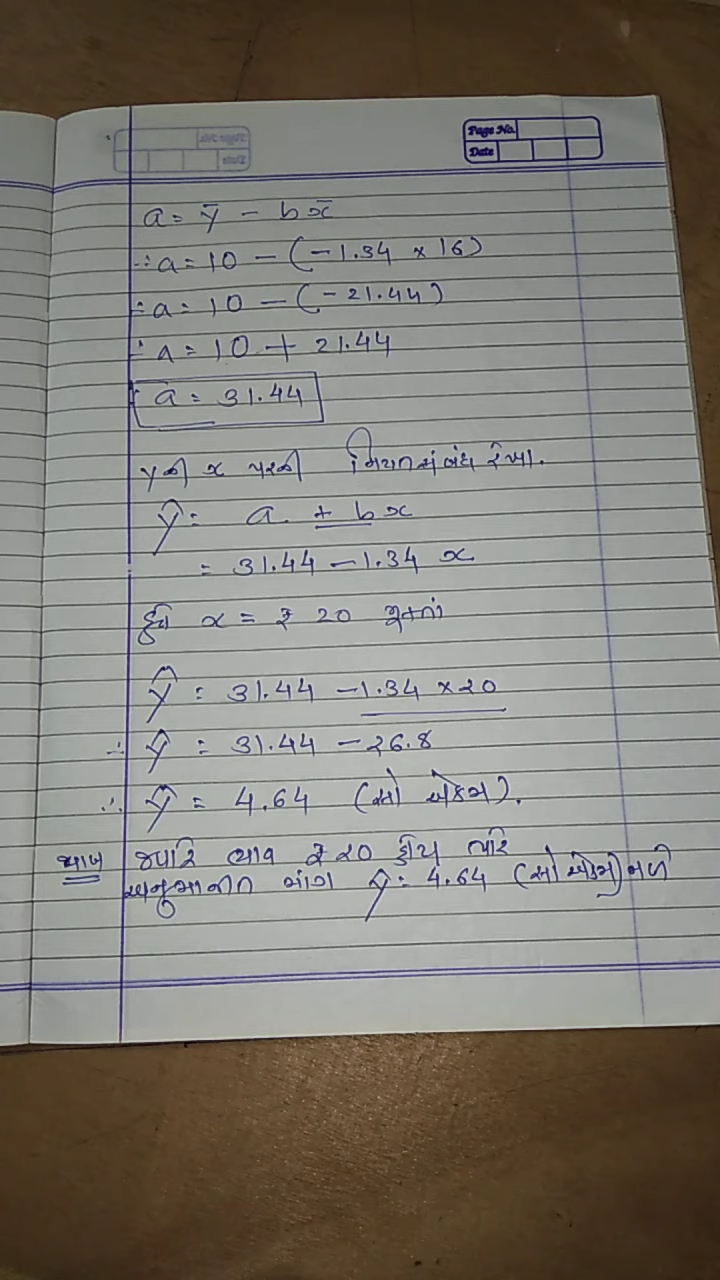 Page No.
Date
a = ȳ - bx̄
∴ a = 10 - (-1.34 × 16)
∴ a = 10 - (-21.44)
∴ a = 10 + 21.44
a = 31.44
y ની x પરની નિયતસંબંધ રેખા.
ŷ = a + bx
= 31.44 - 1.34 x
હવે x = ₹ 20 મૂકતાં
ŷ = 31.44 - 1.34 × 20
∴ ŷ = 31.44 - 26.8
∴ ŷ = 4.64 (સો એકમ).
જ્યારે ભાવ ₹ 20 હોય ત્યારે
અનુમાનીત માંગ ŷ = 4.64 (સો એકમ) મળે